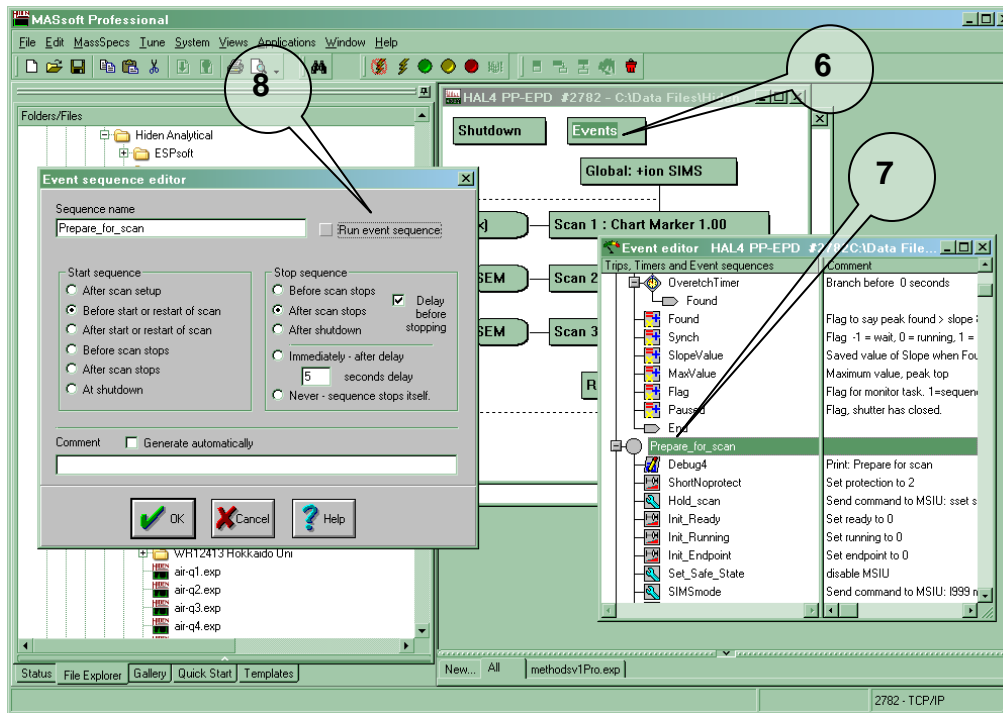 MASsoft Professional
File Edit MassSpecs Tune System Views Applications Window Help
8
6
7
Folders/Files
Hiden Analytical
ESPsoft
HAL4 PP-EPD #2782 - C:\Data Files\Hid
Shutdown
Events
Global: +ion SIMS
Scan 1 : Chart Marker 1.00
SEM
Scan 2
SEM
Scan 3
R
Event sequence editor
Sequence name
Prepare_for_scan
Run event sequence
Start sequence
After scan setup
Before start or restart of scan
After start or restart of scan
Before scan stops
After scan stops
At shutdown
Stop sequence
Before scan stops
After scan stops
After shutdown
Delay before stopping
Immediately - after delay
5 seconds delay
Never - sequence stops itself.
Comment Generate automatically
OK Cancel Help
Event editor HAL4 PP-EPD #2782C:\Data File...
Trips, Timers and Event sequences Comment
OveretchTimer Branch before 0 seconds
Found
Found Flag to say peak found > slope
Synch Flag -1 = wait, 0 = running, 1 =
SlopeValue Saved value of Slope when Fou
MaxValue Maximum value, peak top
Flag Flag for monitor task. 1=sequen
Paused Flag, shutter has closed.
End
Prepare_for_scan
Debug4 Print: Prepare for scan
ShortNoprotect Set protection to 2
Hold_scan Send command to MSIU: sset s
Init_Ready Set ready to 0
Init_Running Set running to 0
Init_Endpoint Set endpoint to 0
Set_Safe_State disable MSIU
SIMSmode Send command to MSIU: l999 n
WR12413 Hokkaido Uni
air-q1.exp
air-q2.exp
air-q3.exp
air-q4.exp
Status File Explorer Gallery Quick Start Templates
New... All methodsv1Pro.exp
2782 - TCP/IP